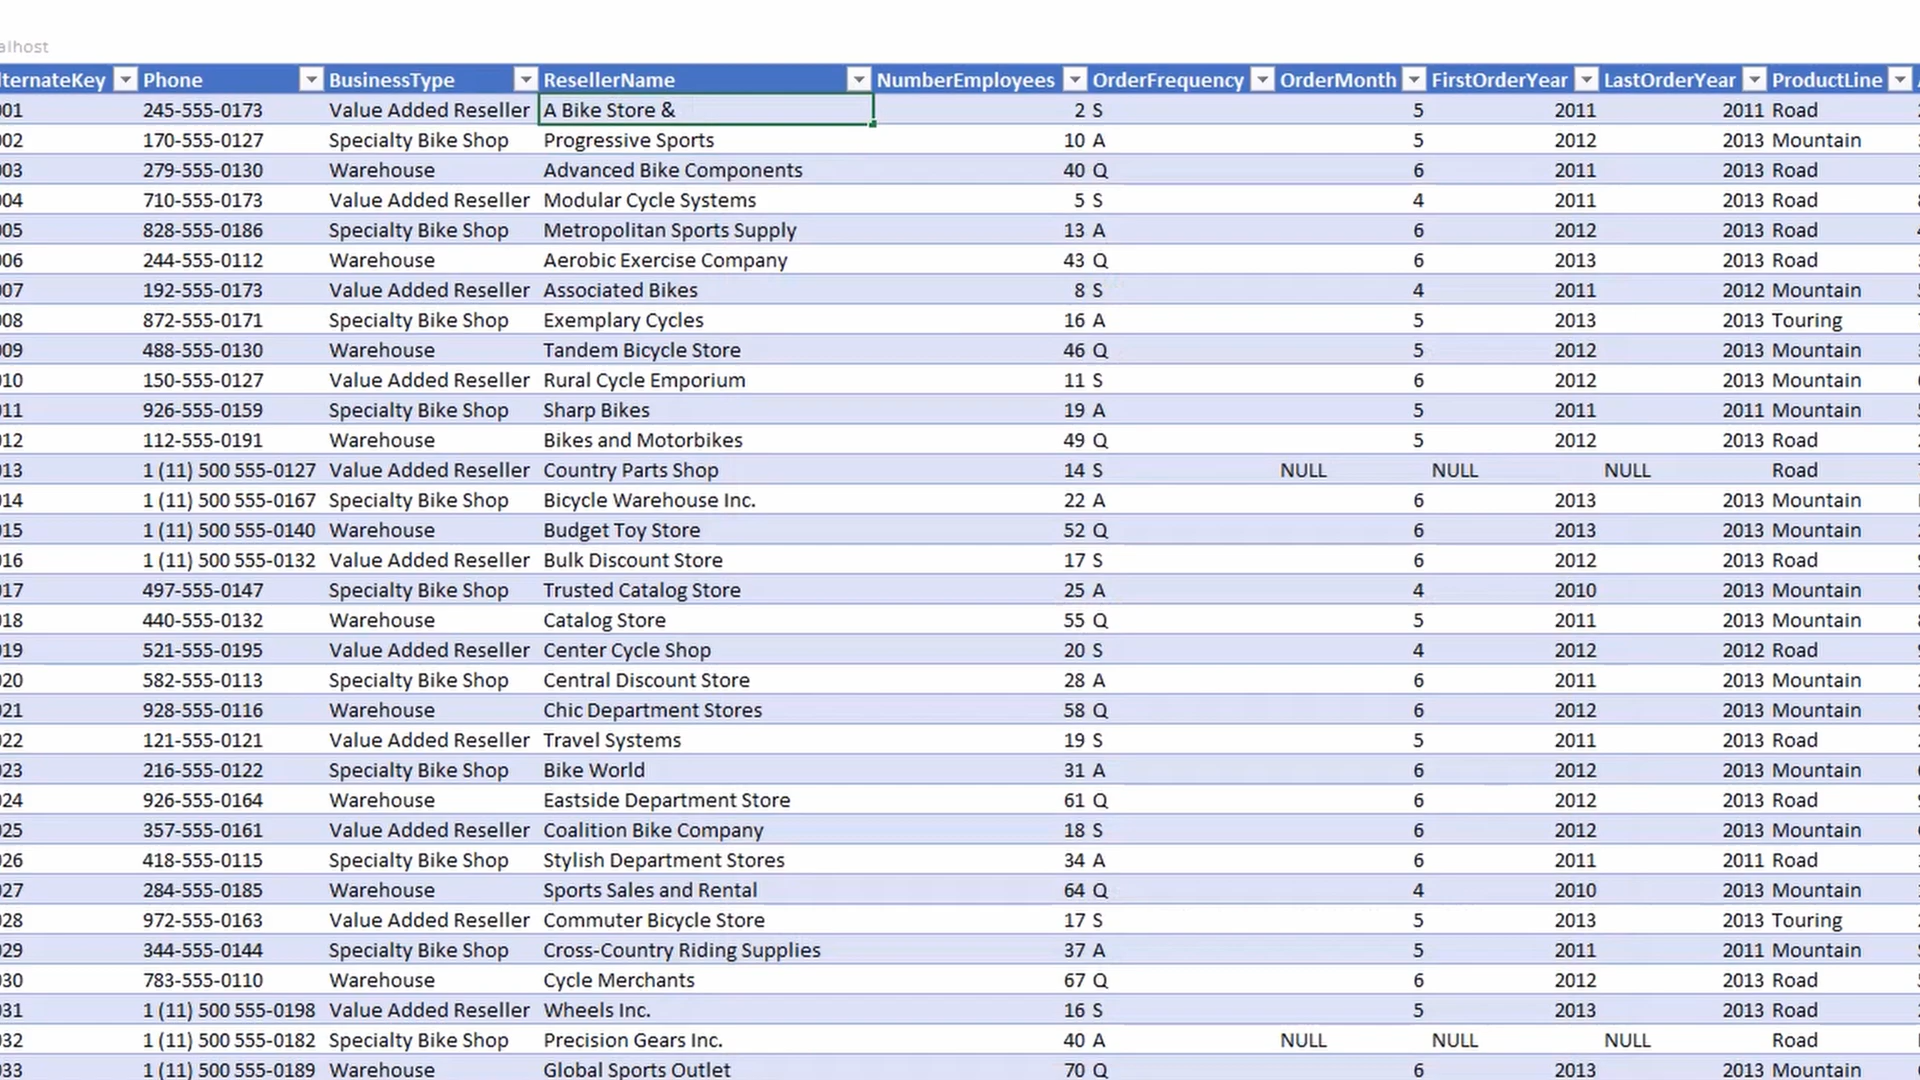 alhost
lternateKey Phone BusinessType ResellerName NumberEmployees OrderFrequency OrderMonth FirstOrderYear LastOrderYear ProductLine
001 245-555-0173 Value Added Reseller A Bike Store & 2 S 5 2011 2011 Road
002 170-555-0127 Specialty Bike Shop Progressive Sports 10 A 5 2012 2013 Mountain
003 279-555-0130 Warehouse Advanced Bike Components 40 Q 6 2011 2013 Road
004 710-555-0173 Value Added Reseller Modular Cycle Systems 5 S 4 2011 2013 Road
005 828-555-0186 Specialty Bike Shop Metropolitan Sports Supply 13 A 6 2012 2013 Road
006 244-555-0112 Warehouse Aerobic Exercise Company 43 Q 6 2013 2013 Road
007 192-555-0173 Value Added Reseller Associated Bikes 8 S 4 2011 2012 Mountain
008 872-555-0171 Specialty Bike Shop Exemplary Cycles 16 A 5 2013 2013 Touring
009 488-555-0130 Warehouse Tandem Bicycle Store 46 Q 5 2012 2013 Mountain
010 150-555-0127 Value Added Reseller Rural Cycle Emporium 11 S 6 2012 2013 Mountain
011 926-555-0159 Specialty Bike Shop Sharp Bikes 19 A 5 2011 2011 Mountain
012 112-555-0191 Warehouse Bikes and Motorbikes 49 Q 5 2012 2013 Road
013 1 (11) 500 555-0127 Value Added Reseller Country Parts Shop 14 S NULL NULL NULL Road
014 1 (11) 500 555-0167 Specialty Bike Shop Bicycle Warehouse Inc. 22 A 6 2013 2013 Mountain
015 1 (11) 500 555-0140 Warehouse Budget Toy Store 52 Q 6 2013 2013 Mountain
016 1 (11) 500 555-0132 Value Added Reseller Bulk Discount Store 17 S 6 2012 2013 Road
017 497-555-0147 Specialty Bike Shop Trusted Catalog Store 25 A 4 2010 2013 Mountain
018 440-555-0132 Warehouse Catalog Store 55 Q 5 2011 2013 Mountain
019 521-555-0195 Value Added Reseller Center Cycle Shop 20 S 4 2012 2012 Road
020 582-555-0113 Specialty Bike Shop Central Discount Store 28 A 6 2011 2013 Mountain
021 928-555-0116 Warehouse Chic Department Stores 58 Q 6 2012 2013 Mountain
022 121-555-0121 Value Added Reseller Travel Systems 19 S 5 2011 2013 Road
023 216-555-0122 Specialty Bike Shop Bike World 31 A 6 2012 2013 Mountain
024 926-555-0164 Warehouse Eastside Department Store 61 Q 6 2012 2013 Road
025 357-555-0161 Value Added Reseller Coalition Bike Company 18 S 6 2012 2013 Mountain
026 418-555-0115 Specialty Bike Shop Stylish Department Stores 34 A 6 2011 2011 Road
027 284-555-0185 Warehouse Sports Sales and Rental 64 Q 4 2010 2013 Mountain
028 972-555-0163 Value Added Reseller Commuter Bicycle Store 17 S 5 2013 2013 Touring
029 344-555-0144 Specialty Bike Shop Cross-Country Riding Supplies 37 A 5 2011 2011 Mountain
030 783-555-0110 Warehouse Cycle Merchants 67 Q 6 2012 2013 Road
031 1 (11) 500 555-0198 Value Added Reseller Wheels Inc. 16 S 5 2013 2013 Road
032 1 (11) 500 555-0182 Specialty Bike Shop Precision Gears Inc. 40 A NULL NULL NULL Road
033 1 (11) 500 555-0189 Warehouse Global Sports Outlet 70 Q 6 2013 2013 Mountain